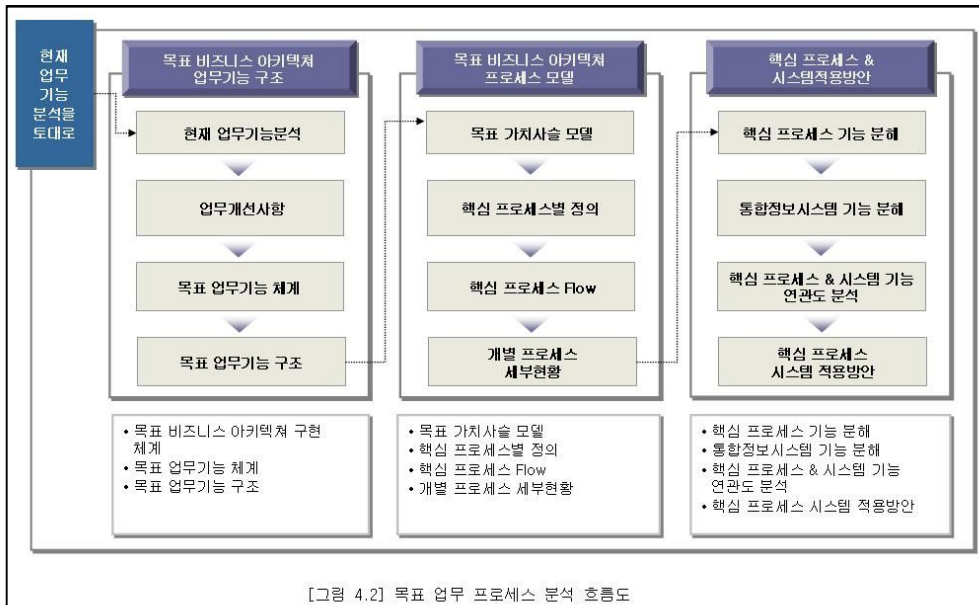 현재
업무
기능
분석을
토대로
목표 비즈니스 아키텍쳐
업무기능 구조
현재 업무기능분석
업무개선사항
목표 업무기능 체계
목표 업무기능 구조
• 목표 비즈니스 아키텍쳐 구현
체계
• 목표 업무기능 체계
• 목표 업무기능 구조
목표 비즈니스 아키텍쳐
프로세스 모델
목표 가치사슬 모델
핵심 프로세스별 정의
핵심 프로세스 Flow
개별 프로세스
세부현황
• 목표 가치사슬 모델
• 핵심 프로세스별 정의
• 핵심 프로세스 Flow
• 개별 프로세스 세부현황
핵심 프로세스 &
시스템적용방안
핵심 프로세스 기능 분해
통합정보시스템 기능 분해
핵심 프로세스 & 시스템 기능
연관도 분석
핵심 프로세스
시스템 적용방안
• 핵심 프로세스 기능 분해
• 통합정보시스템 기능 분해
• 핵심 프로세스 & 시스템 기능
연관도 분석
• 핵심 프로세스 시스템 적용방안
[그림 4.2] 목표 업무 프로세스 분석 흐름도